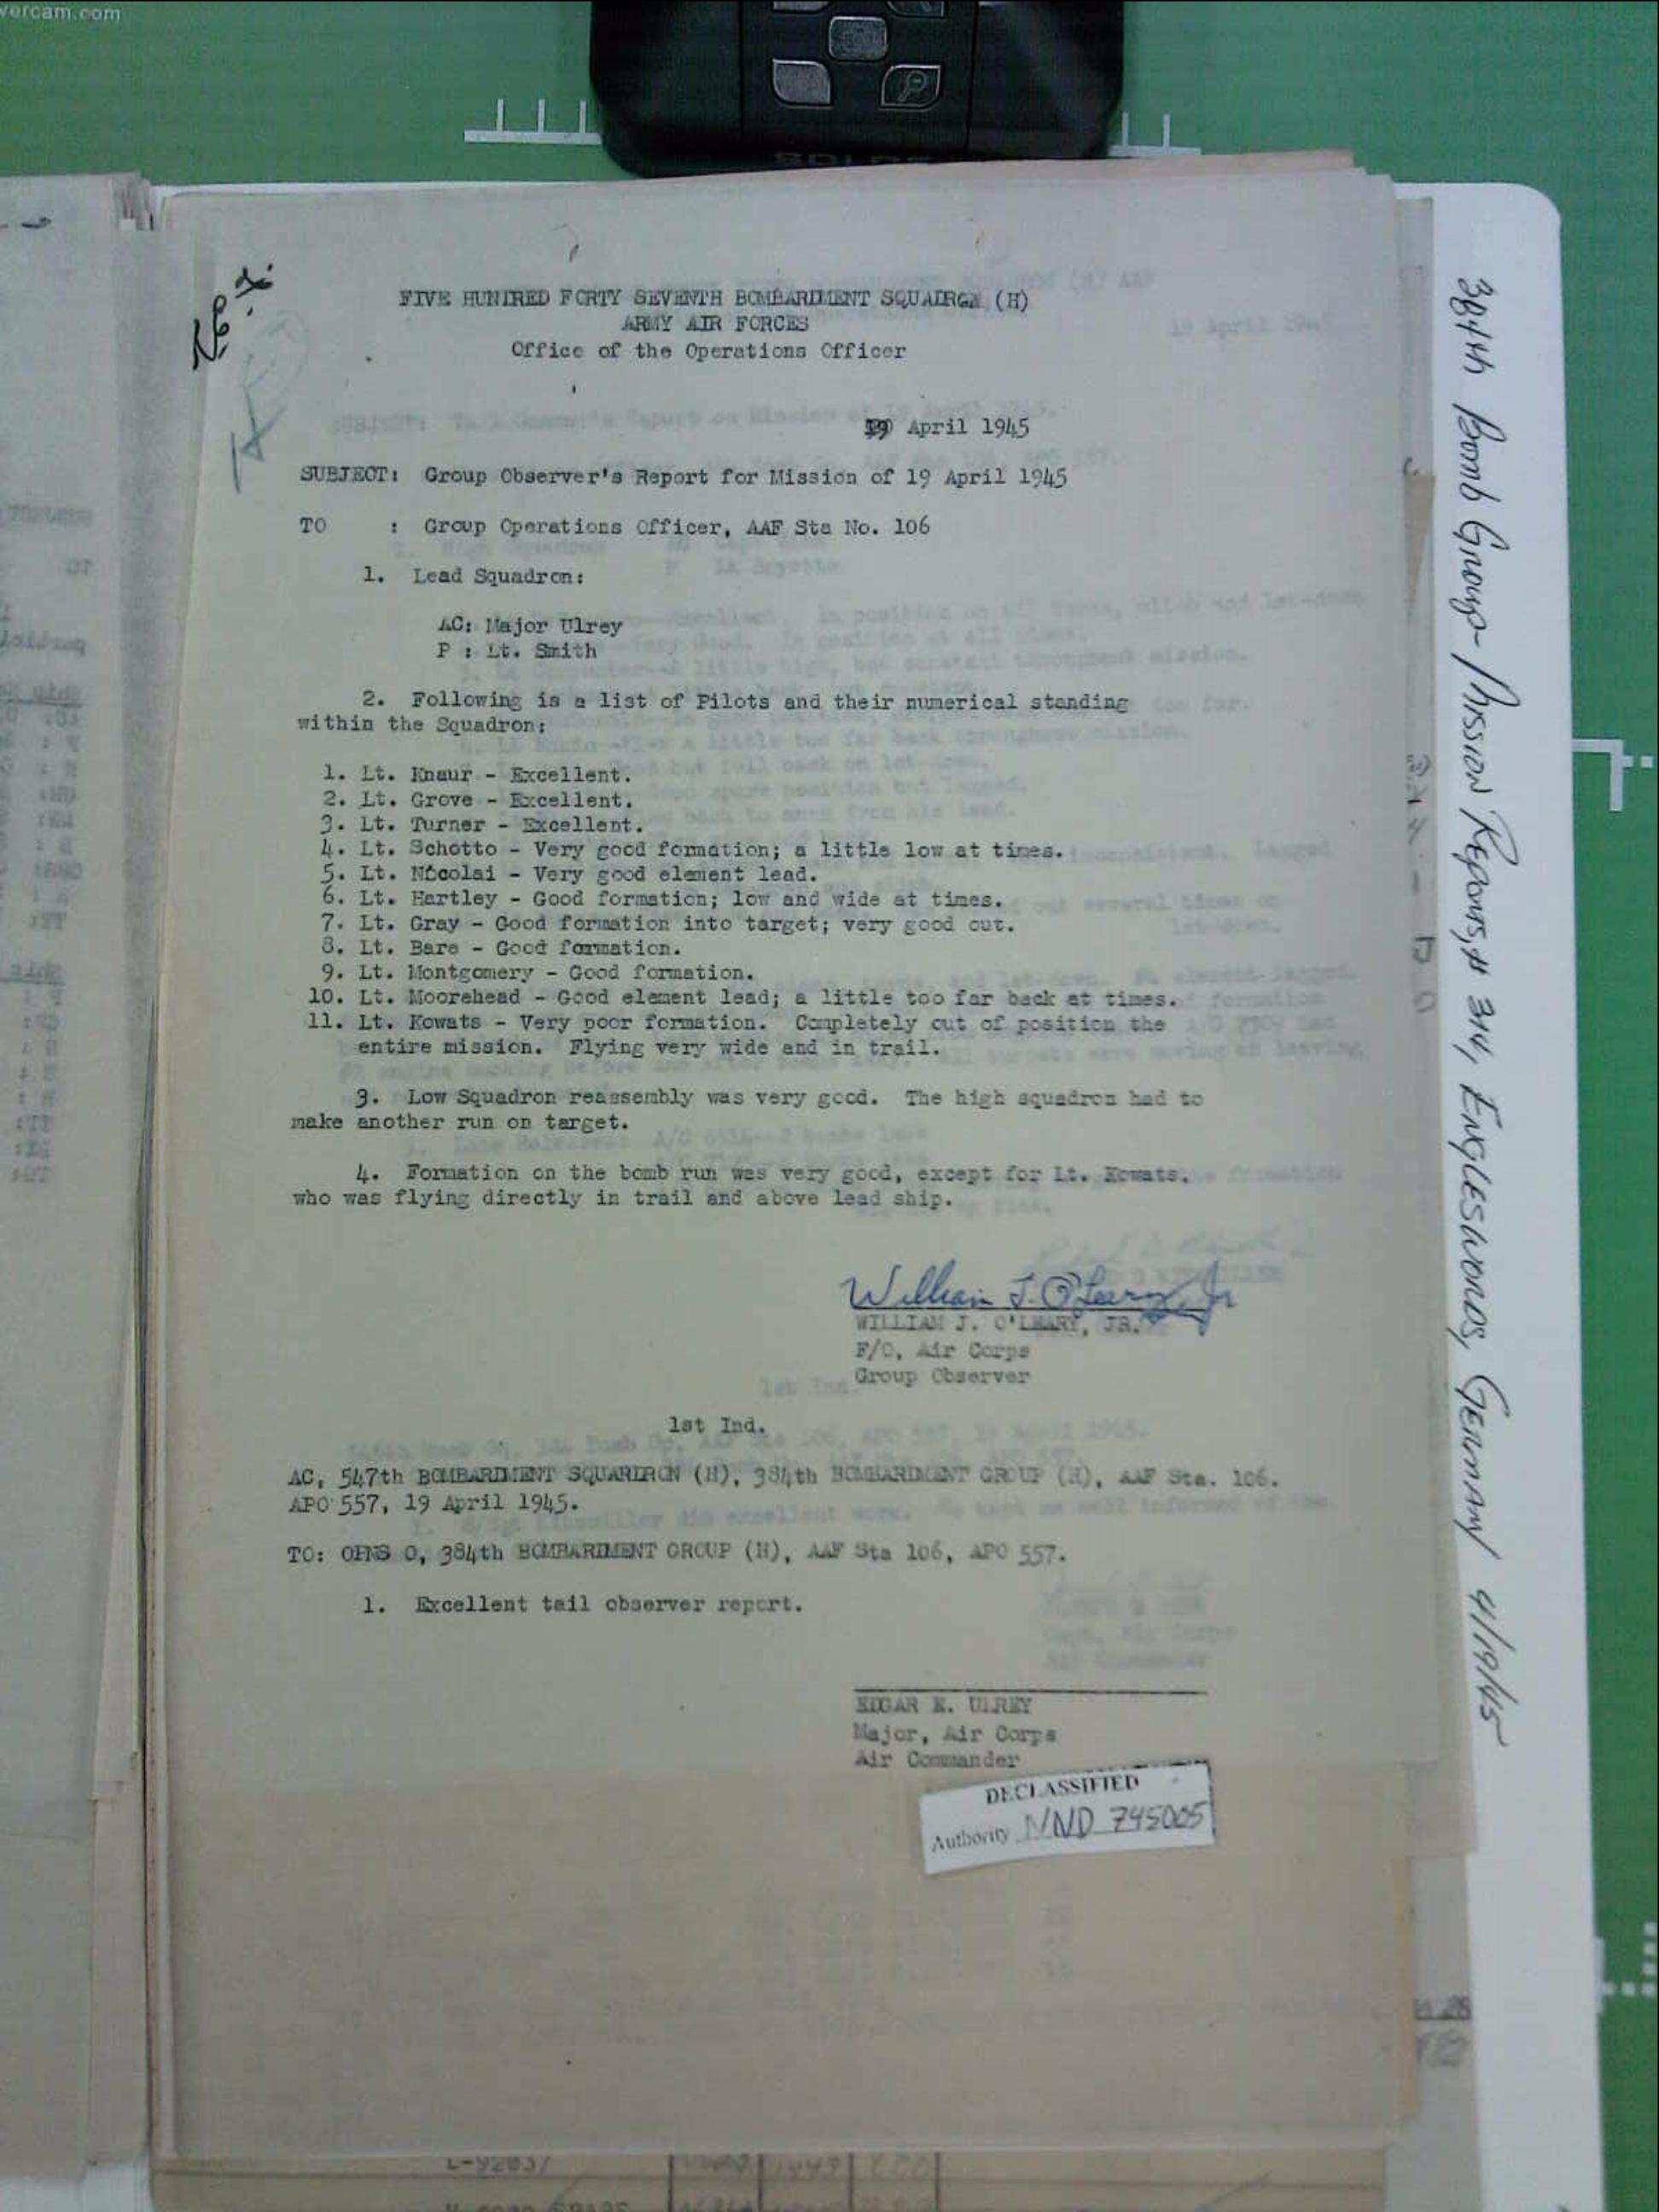 vercam.com
FIVE HUNDRED FORTY SEVENTH BOMBARDMENT SQUADRON (H)
ARMY AIR FORCES
Office of the Operations Officer
19 April 1945
SUBJECT: Group Observer's Report for Mission of 19 April 1945
TO : Group Operations Officer, AAF Sta No. 106
1. Lead Squadron:
AC: Major Ulrey
P : Lt. Smith
2. Following is a list of Pilots and their numerical standing
within the Squadron:
1. Lt. Knaur - Excellent.
2. Lt. Grove - Excellent.
3. Lt. Turner - Excellent.
4. Lt. Schotto - Very good formation; a little low at times.
5. Lt. Nicolai - Very good element lead.
6. Lt. Hartley - Good formation; low and wide at times.
7. Lt. Gray - Good formation into target; very good out.
8. Lt. Bare - Good formation.
9. Lt. Montgomery - Good formation.
10. Lt. Moorehead - Good element lead; a little too far back at times.
11. Lt. Kowats - Very poor formation. Completely out of position the
entire mission. Flying very wide and in trail.
3. Low Squadron reassembly was very good. The high squadron had to
make another run on target.
4. Formation on the bomb run was very good, except for Lt. Kowats,
who was flying directly in trail and above lead ship.
William J. O'Leary, Jr
WILLIAM J. O'LEARY, JR.
F/O, Air Corps
Group Observer
1st Ind.
AC, 547th BOMBARDMENT SQUARDRON (H), 384th BOMBARDMENT GROUP (H), AAF Sta. 106.
APO 557, 19 April 1945.
TO: OPNS O, 384th BOMBARDMENT GROUP (H), AAF Sta 106, APO 557.
1. Excellent tail observer report.
EDGAR E. ULREY
Major, Air Corps
Air Commander
DECLASSIFIED
Authority NND 745005
384th Bomb Group - Mission Reports, # 314, Engleswords, Germany 4/19/45